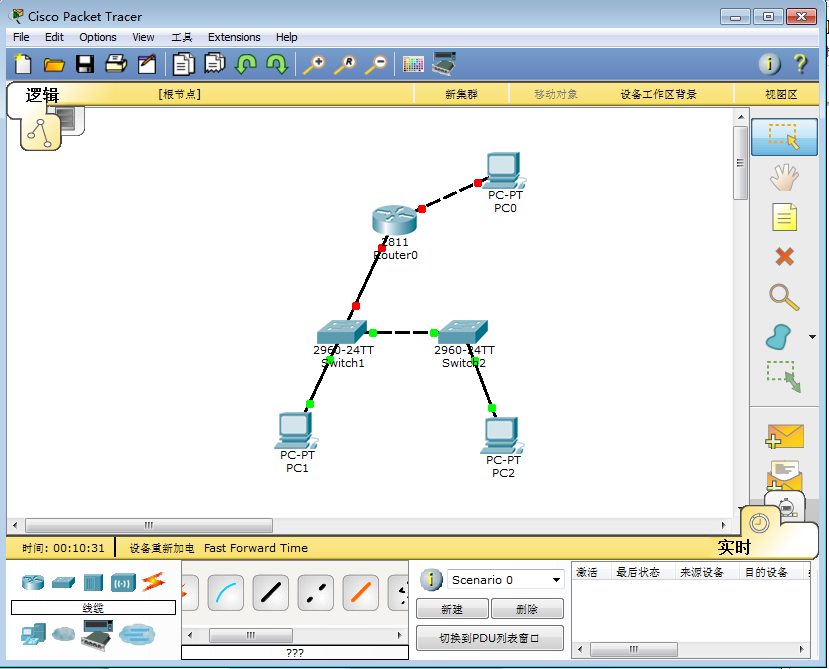 Cisco Packet Tracer
File Edit Options View 工具 Extensions Help
逻辑 [根节点] 新集群 移动对象 设备工作区背景 视图区
PC-PT
PC0
2811
Router0
2960-24TT
Switch1
2960-24TT
Switch2
PC-PT
PC1
PC-PT
PC2
时间: 00:10:31 设备重新加电 Fast Forward Time 实时
Scenario 0
激活 最后状态 来源设备 目的设备
线缆
新建 删除
切换到PDU列表窗口
???